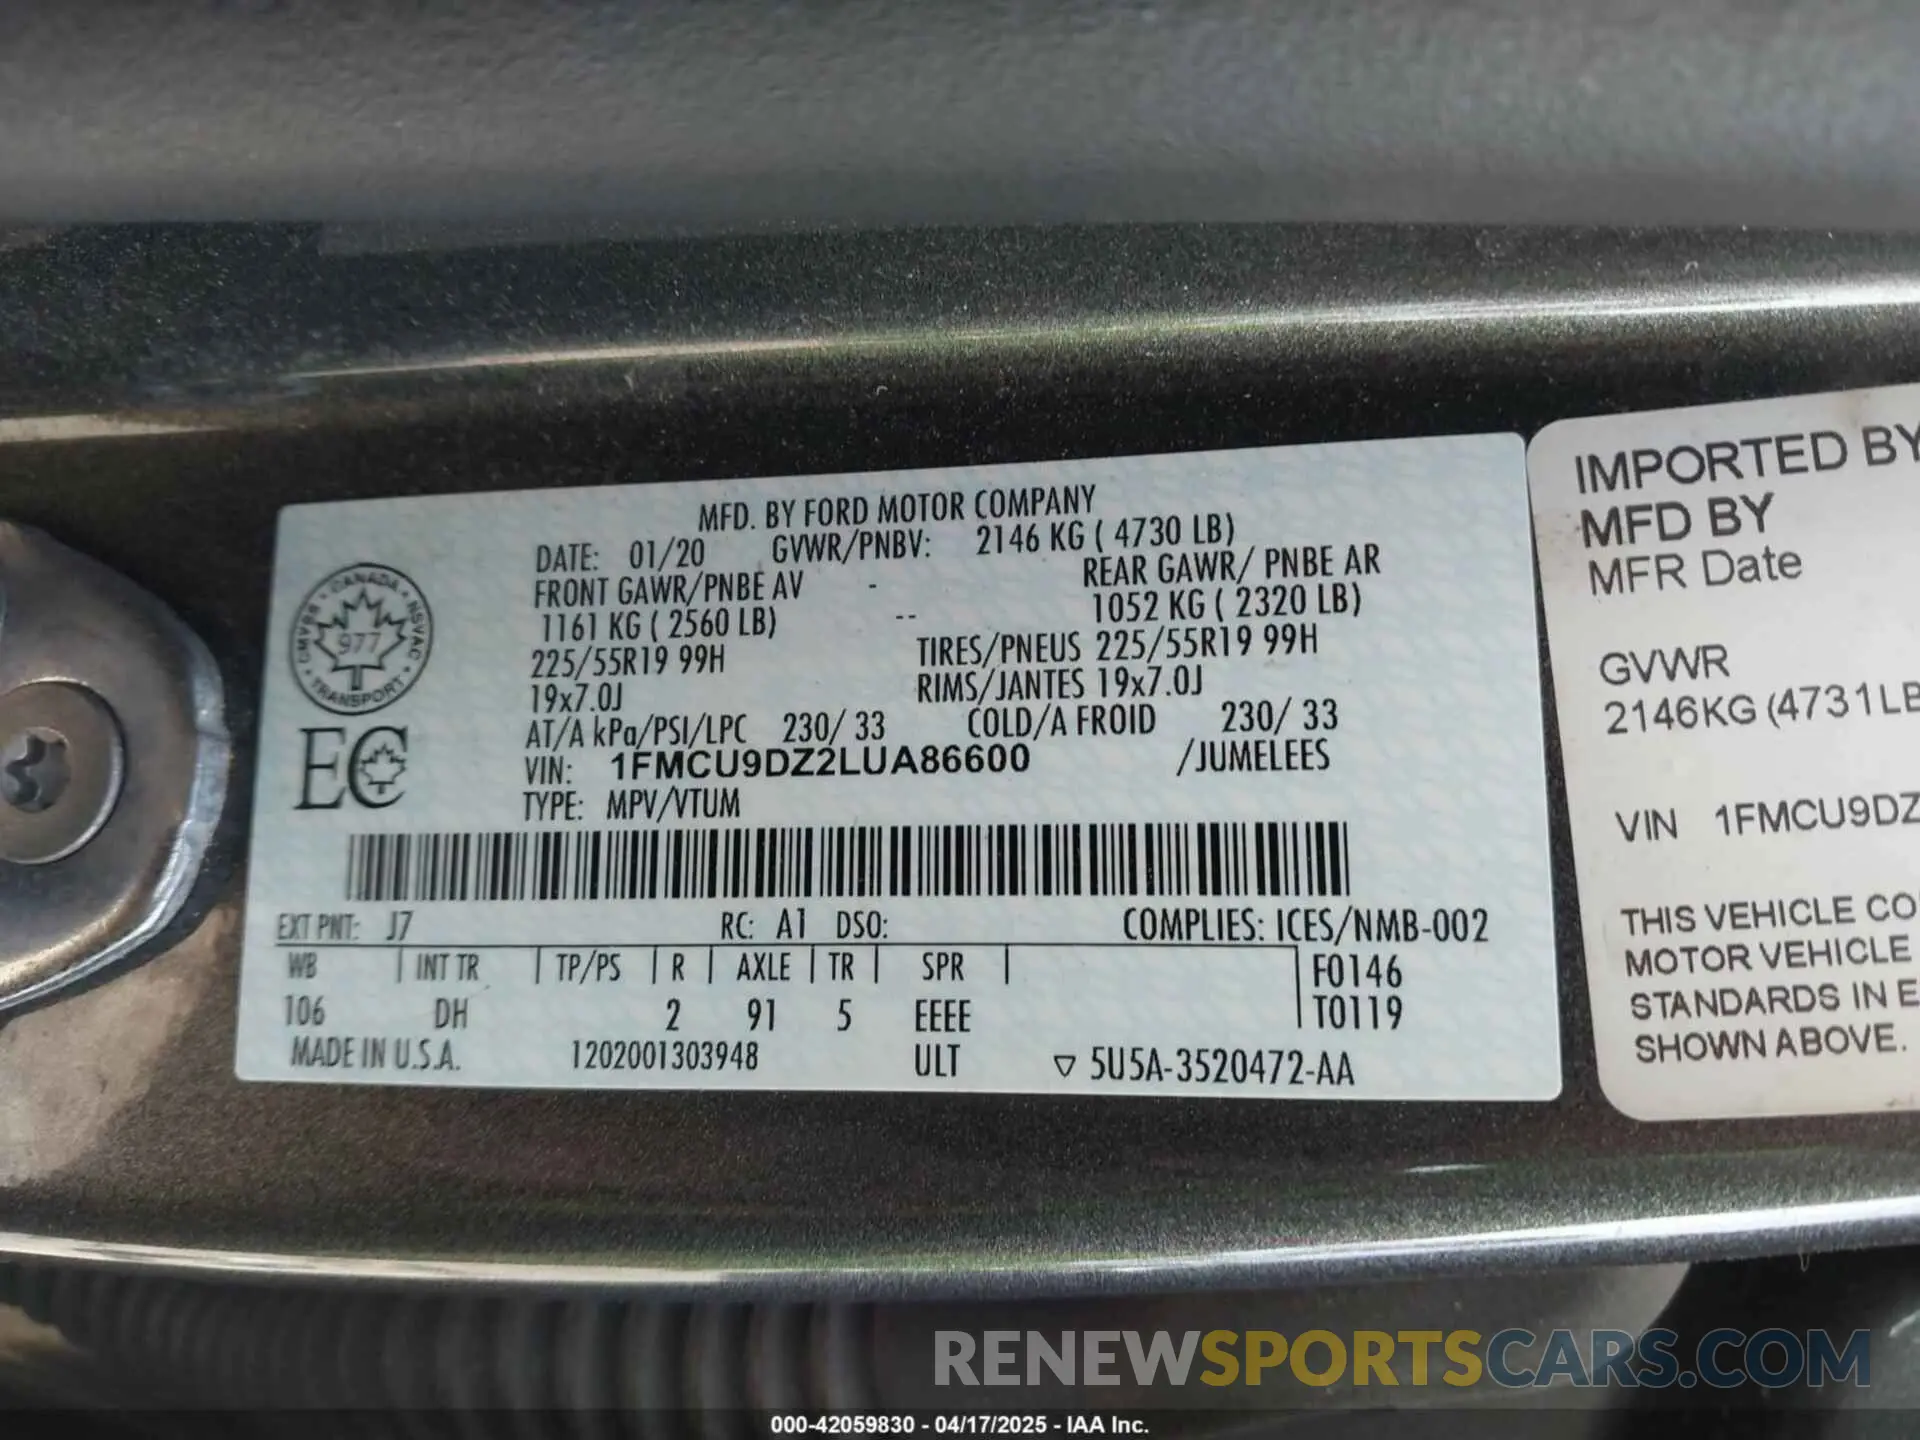 MFD. BY FORD MOTOR COMPANY
DATE: 01/20 GVWR/PNBV: 2146 KG ( 4730 LB)
FRONT GAWR/PNBE AV - REAR GAWR/ PNBE AR
1161 KG ( 2560 LB) -- 1052 KG ( 2320 LB)
225/55R19 99H TIRES/PNEUS 225/55R19 99H
19x7.0J RIMS/JANTES 19x7.0J
AT/A kPa/PSI/LPC 230/ 33 COLD/A FROID 230/ 33
VIN: 1FMCU9DZ2LUA86600 /JUMELEES
TYPE: MPV/VTUM
CANADA
CMVSS
NSVAC
977
TRANSPORT
EC
EXT PNT: J7 RC: A1 DSO: COMPLIES: ICES/NMB-002
WB INT TR TP/PS R AXLE TR SPR F0146
106 DH 2 91 5 EEEE T0119
MADE IN U.S.A. 1202001303948 ULT ▽ 5U5A-3520472-AA
IMPORTED BY
MFD BY
MFR Date
GVWR
2146KG (4731LB
VIN 1FMCU9DZ
THIS VEHICLE CO
MOTOR VEHICLE
STANDARDS IN E
SHOWN ABOVE.
RENEWSPORTSCARS.COM
000-42059830 - 04/17/2025 - IAA Inc.